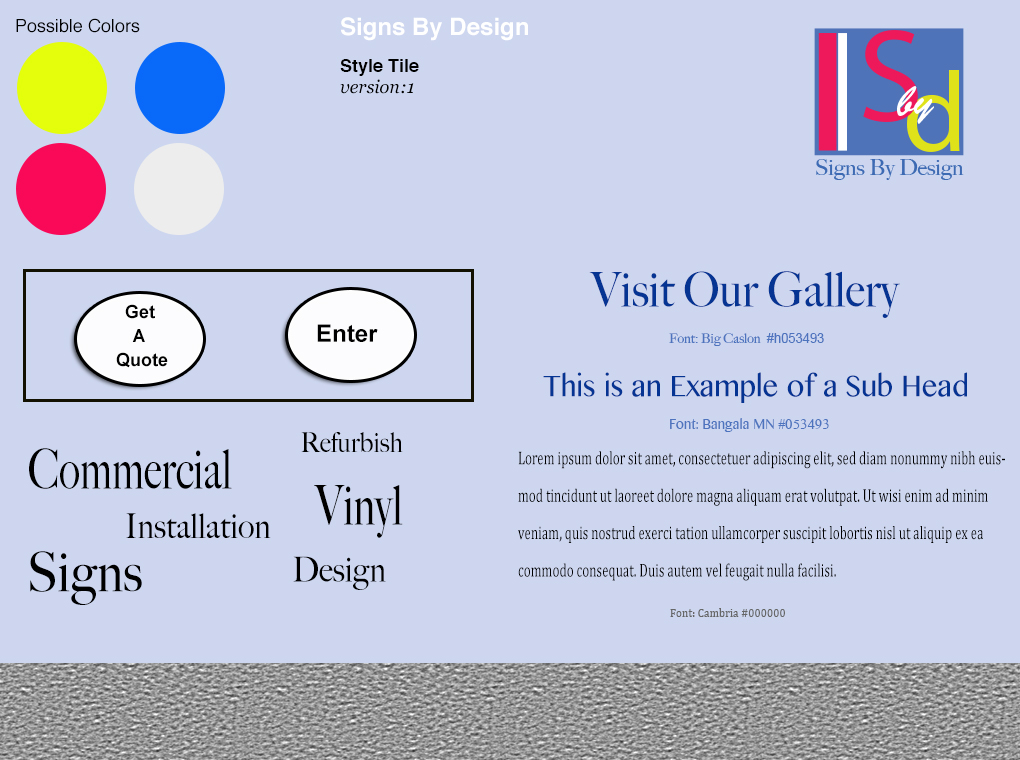 Possible Colors
Signs By Design
Style Tile
version:1
S by d
Signs By Design
Get
A
Quote
Enter
Visit Our Gallery
Font: Big Caslon #h053493
This is an Example of a Sub Head
Font: Bangala MN #053493
Commercial
Refurbish
Installation
Vinyl
Signs
Design
Lorem ipsum dolor sit amet, consectetuer adipiscing elit, sed diam nonummy nibh euis-
mod tincidunt ut laoreet dolore magna aliquam erat volutpat. Ut wisi enim ad minim
veniam, quis nostrud exerci tation ullamcorper suscipit lobortis nisl ut aliquip ex ea
commodo consequat. Duis autem vel feugait nulla facilisi.
Font: Cambria #000000